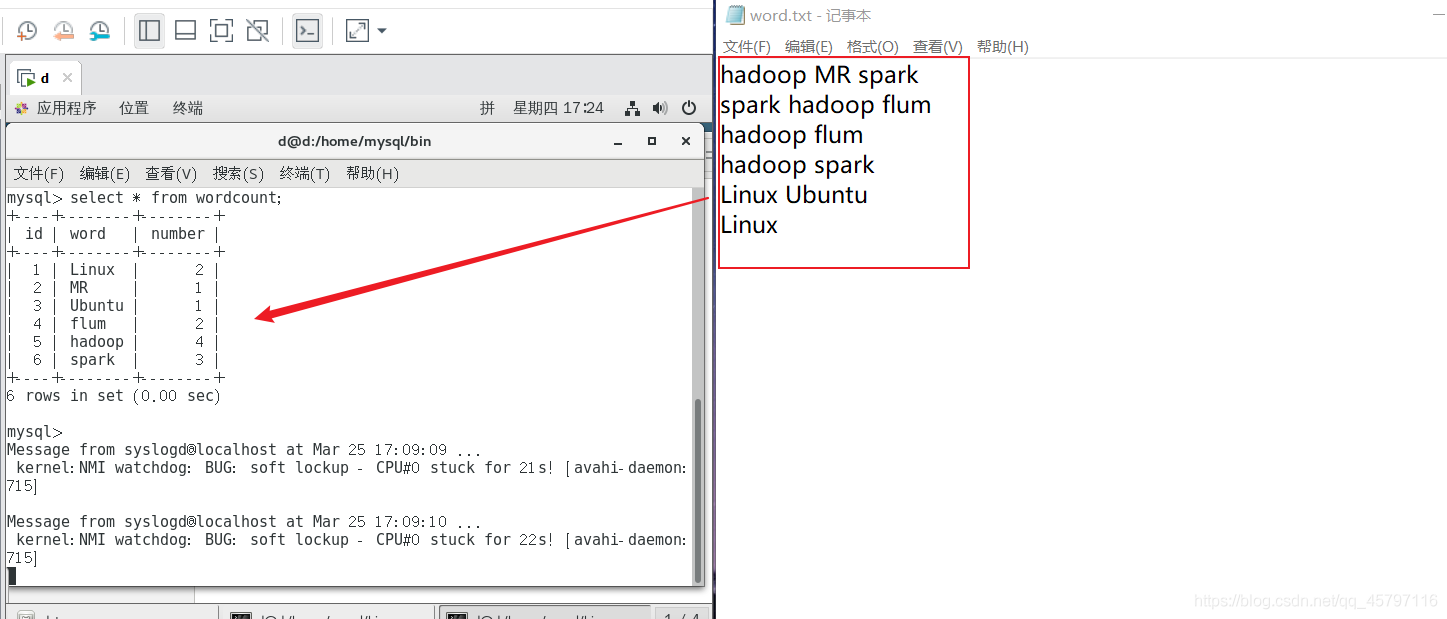 d
应用程序 位置 终端 拼 星期四 17:24
d@d:/home/mysql/bin
文件(F) 编辑(E) 查看(V) 搜索(S) 终端(T) 帮助(H)
mysql> select * from wordcount;
+----+--------+--------+
| id | word   | number |
+----+--------+--------+
|  1 | Linux  |      2 |
|  2 | MR     |      1 |
|  3 | Ubuntu |      1 |
|  4 | flum   |      2 |
|  5 | hadoop |      4 |
|  6 | spark  |      3 |
+----+--------+--------+
6 rows in set (0.00 sec)
mysql>
Message from syslogd@localhost at Mar 25 17:09:09 ...
kernel:NMI watchdog: BUG: soft lockup - CPU#0 stuck for 21s! [avahi-daemon:
715]
Message from syslogd@localhost at Mar 25 17:09:10 ...
kernel:NMI watchdog: BUG: soft lockup - CPU#0 stuck for 22s! [avahi-daemon:
715]
word.txt - 记事本
文件(F) 编辑(E) 格式(O) 查看(V) 帮助(H)
hadoop MR spark
spark hadoop flum
hadoop flum
hadoop spark
Linux Ubuntu
Linux
https://blog.csdn.net/qq_45797116